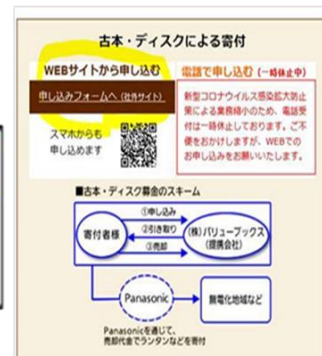 古本・ディスクによる寄付
WEBサイトから申し込む
電話で申し込む(一時休止中)
申し込みフォームへ(社外サイト)
スマホからも
申し込めます
新型コロナウイルス感染拡大防止
策による業務縮小のため、電話受
付は一時休止しております。ご不
便をおかけしますが、WEBでの
お申し込みをお願いいたします。
■古本・ディスク募金のスキーム
寄付者様
①申し込み
②引き取り
③売却
(株)バリューブックス
(提携会社)
Panasonic
無電化地域など
Panasonicを通じて、
売却代金でランタンなどを寄付